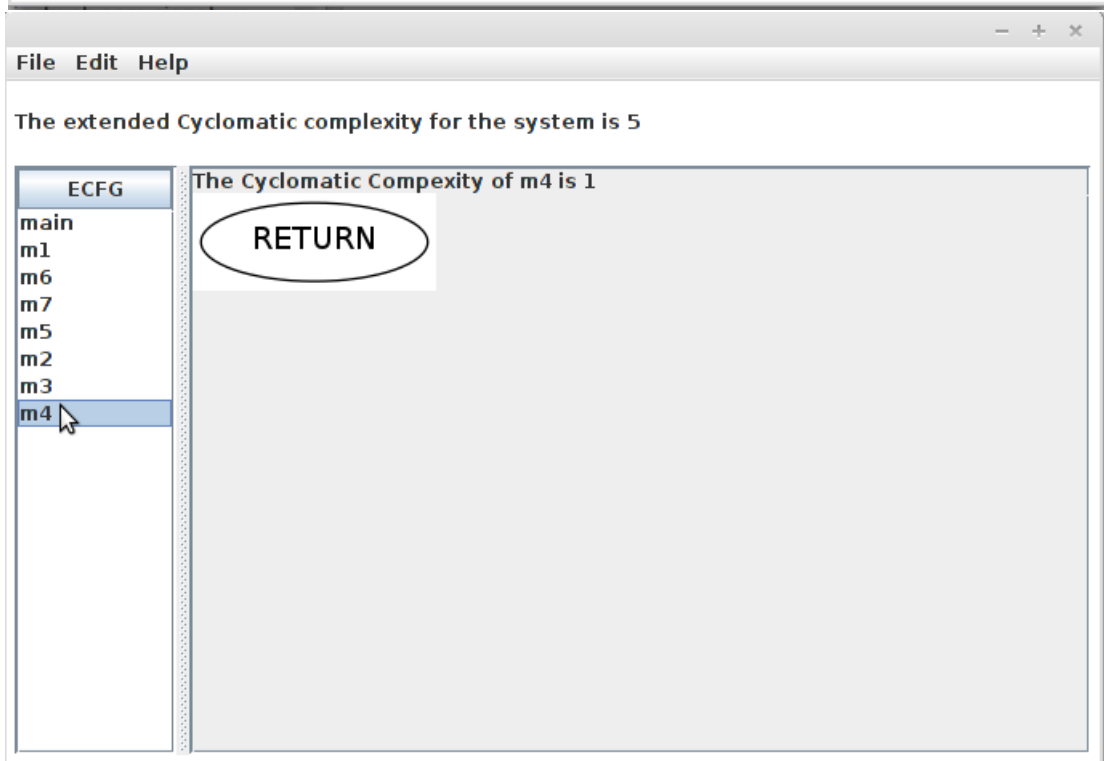 File Edit Help
The extended Cyclomatic complexity for the system is 5
ECFG
main
m1
m6
m7
m5
m2
m3
m4
The Cyclomatic Compexity of m4 is 1
RETURN